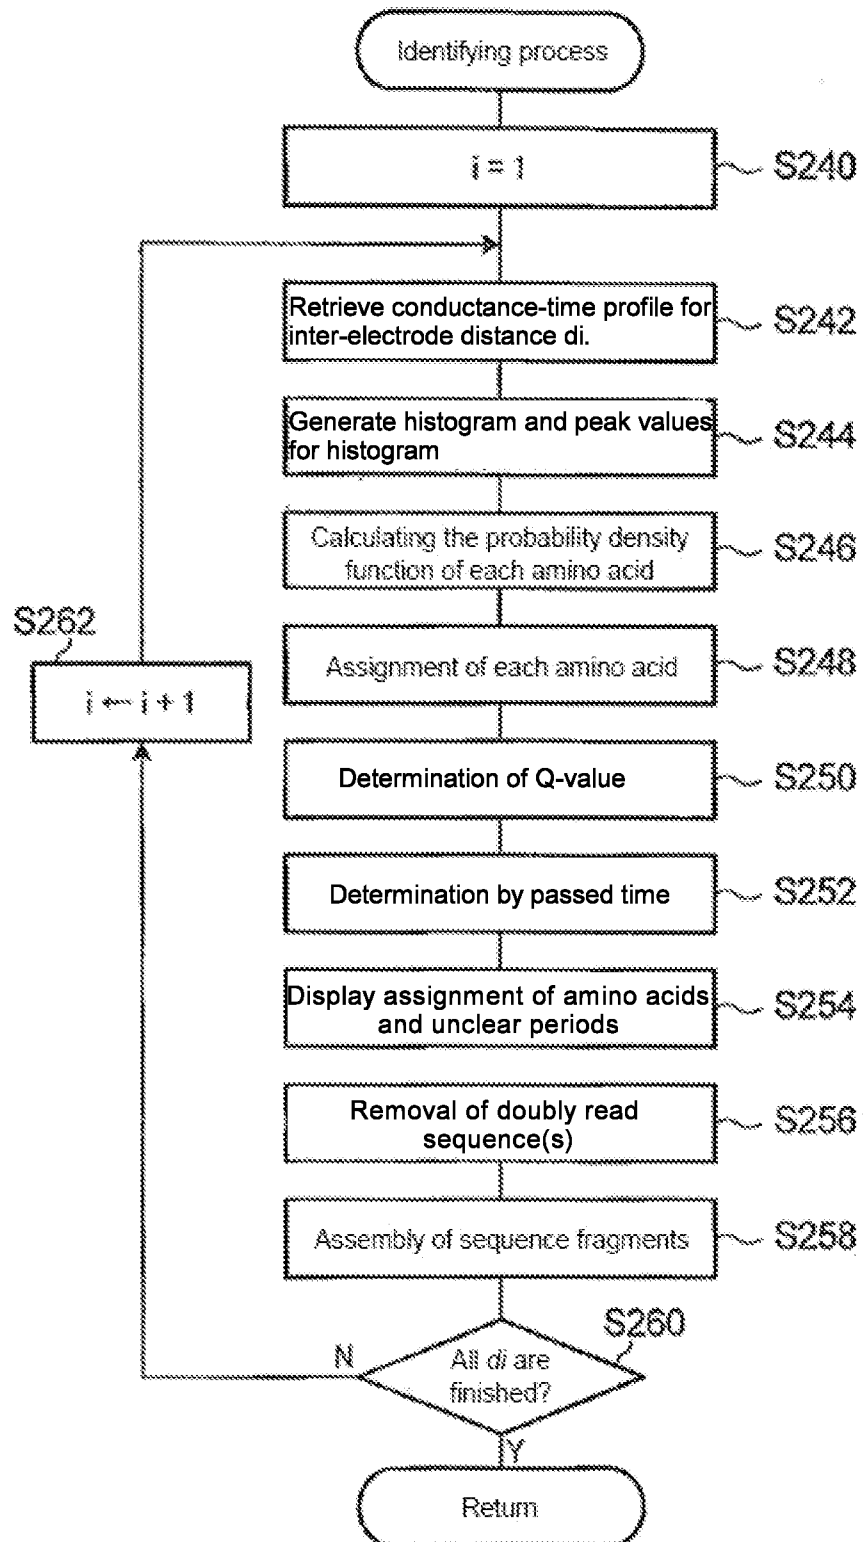 Identifying process
i = 1
S240
Retrieve conductance-time profile for
inter-electrode distance di.
S242
Generate histogram and peak values
for histogram
S244
Calculating the probability density
function of each amino acid
S246
Assignment of each amino acid
S248
S262
i ← i + 1
Determination of Q-value
S250
Determination by passed time
S252
Display assignment of amino acids
and unclear periods
S254
Removal of doubly read
sequence(s)
S256
Assembly of sequence fragments
S258
S260
N
All di are
finished?
Y
Return